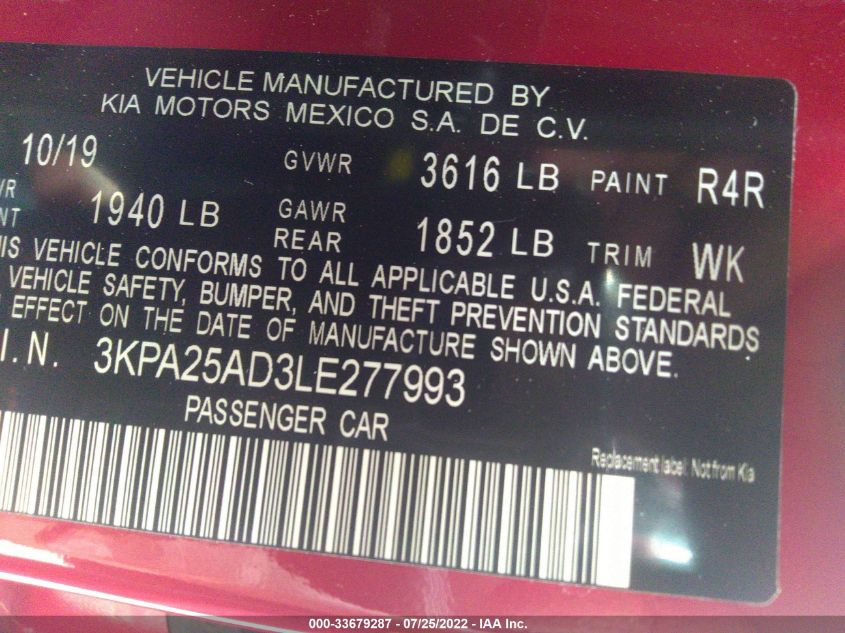 VEHICLE MANUFACTURED BY
KIA MOTORS MEXICO S.A. DE C.V.
10/19 GVWR 3616 LB PAINT R4R
WR
NT 1940 LB GAWR REAR 1852 LB TRIM WK
HIS VEHICLE CONFORMS TO ALL APPLICABLE U.S.A. FEDERAL
VEHICLE SAFETY, BUMPER, AND THEFT PREVENTION STANDARDS
EFFECT ON THE DATE OF MANUFACTURE SHOWN ABOVE.
I.N. 3KPA25AD3LE277993
PASSENGER CAR
Replacement label: Not from Kia
000-33679287 - 07/25/2022 - IAA Inc.